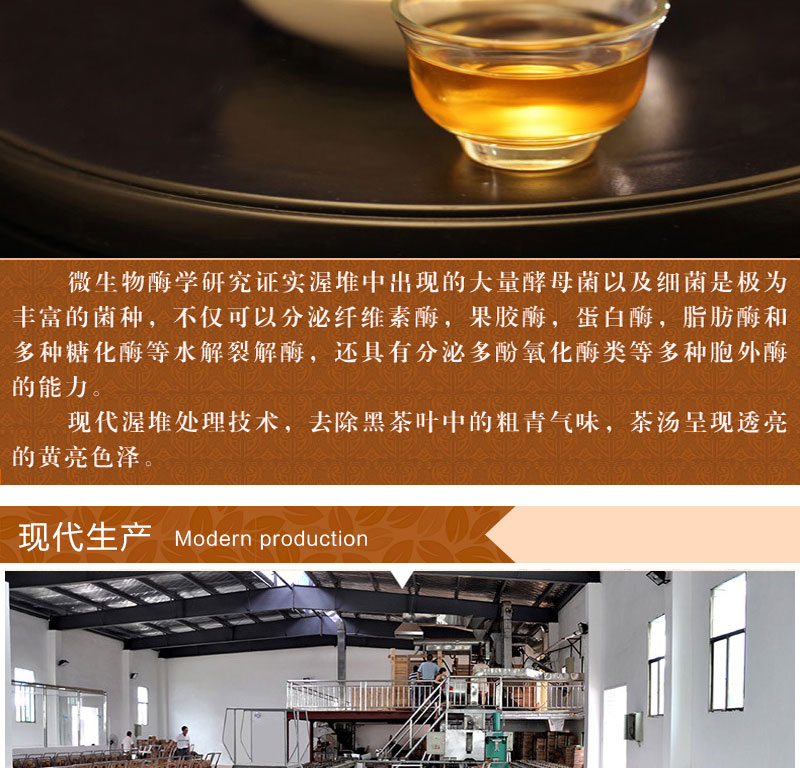 微生物酶学研究证实渥堆中出现的大量酵母菌以及细菌是极为
丰富的菌种，不仅可以分泌纤维素酶，果胶酶，蛋白酶，脂肪酶和
多种糖化酶等水解裂解酶，还具有分泌多酚氧化酶类等多种胞外酶
的能力。
现代渥堆处理技术，去除黑茶叶中的粗青气味，茶汤呈现透亮
的黄亮色泽。
现代生产 Modern production